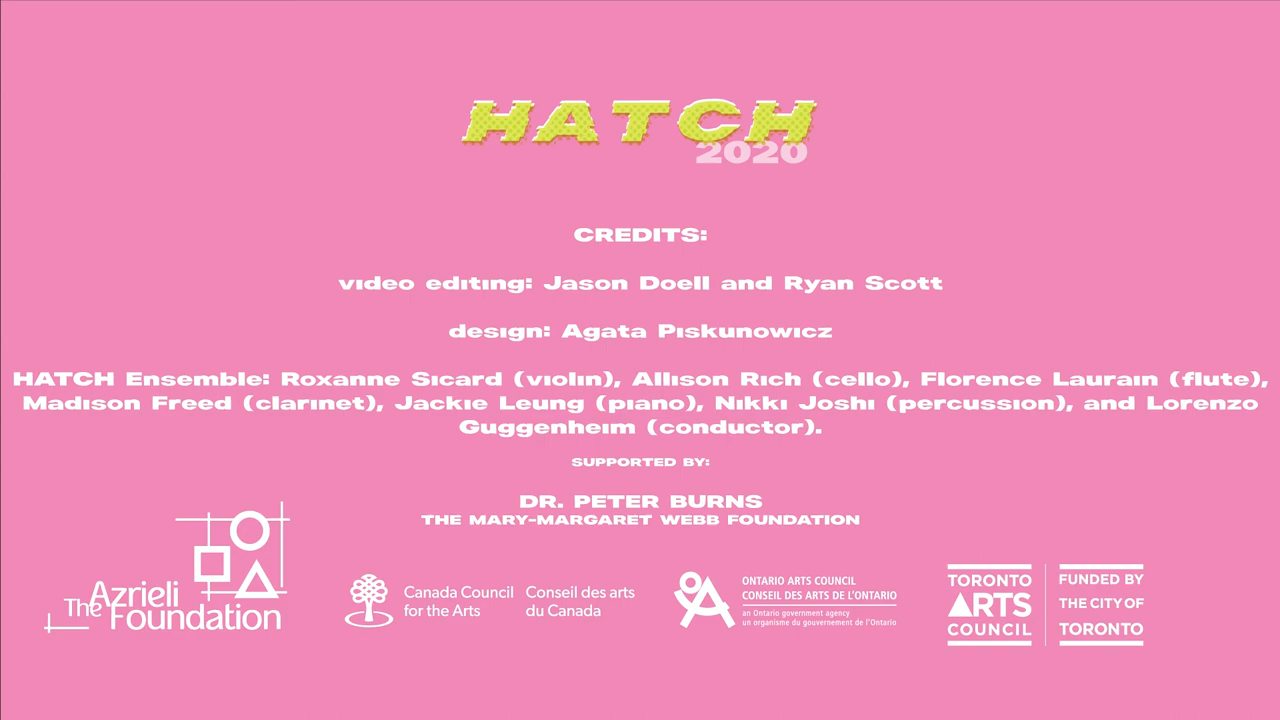 HATCH
2020
CREDITS:
video editing: Jason Doell and Ryan Scott
design: Agata Piskunowicz
HATCH Ensemble: Roxanne Sicard (violin), Allison Rich (cello), Florence Laurain (flute),
Madison Freed (clarinet), Jackie Leung (piano), Nikki Joshi (percussion), and Lorenzo
Guggenheim (conductor).
SUPPORTED BY:
DR. PETER BURNS
THE MARY-MARGARET WEBB FOUNDATION
The Azrieli
Foundation
Canada Council
for the Arts
Conseil des arts
du Canada
ONTARIO ARTS COUNCIL
CONSEIL DES ARTS DE L'ONTARIO
an Ontario government agency
un organisme du gouvernement de l'Ontario
TORONTO
ARTS
COUNCIL
FUNDED BY
THE CITY OF
TORONTO